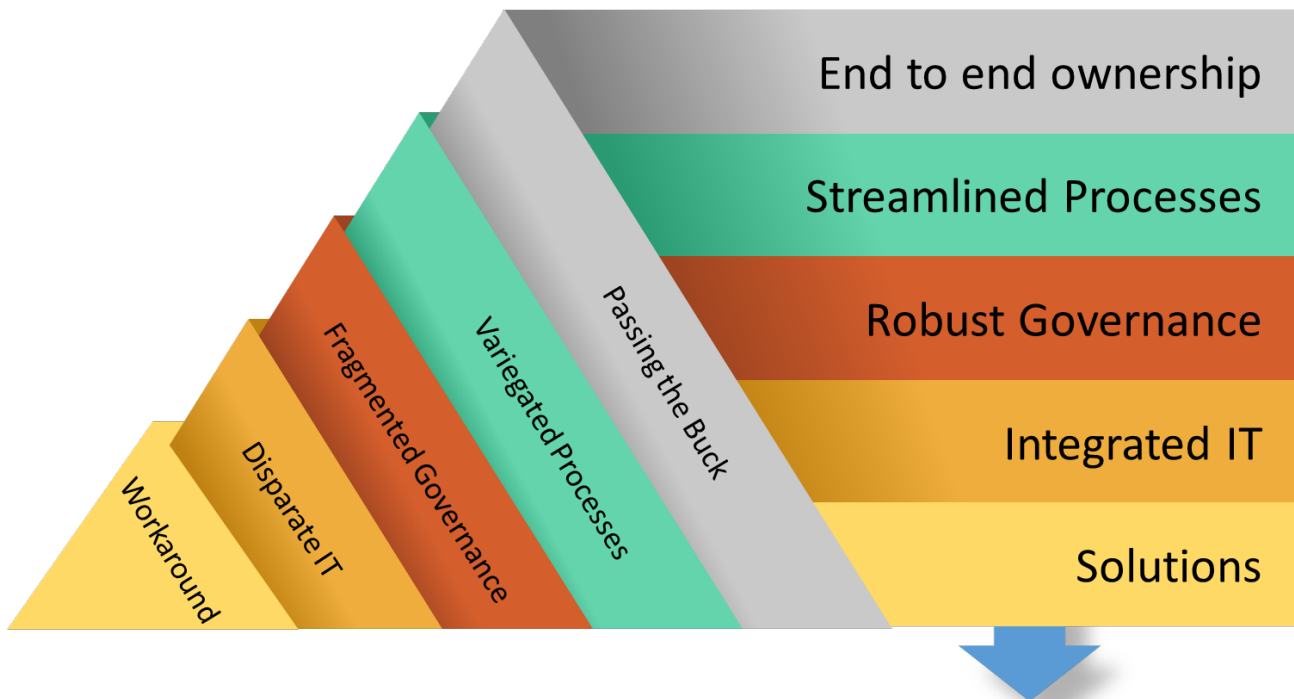 End to end ownership
Streamlined Processes
Robust Governance
Integrated IT
Solutions
Workaround
Disparate IT
Fragmented Governance
Variegated Processes
Passing the Buck